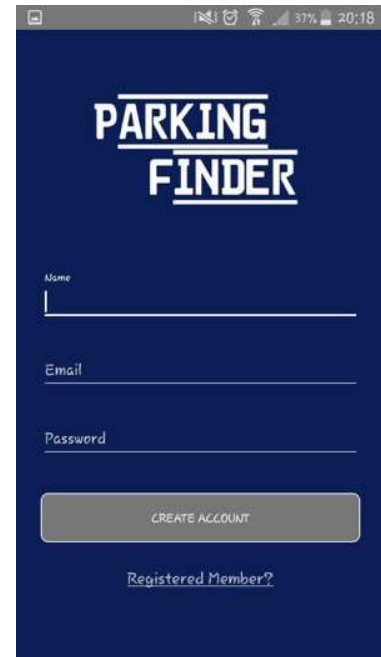 37% 20:18
PARKING
FINDER
Name
Email
Password
CREATE ACCOUNT
Registered Member?